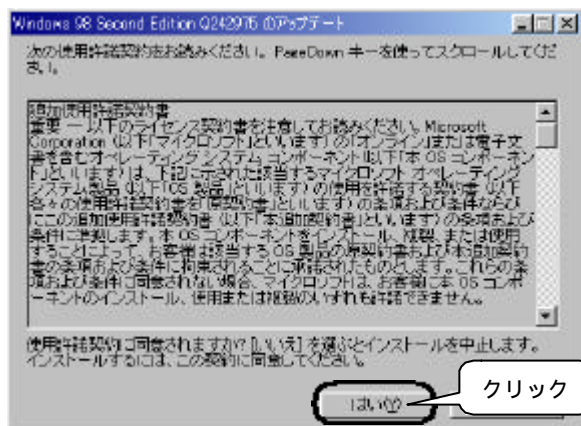 Windows 98 Second Edition Q242975 のアップデート
次の使用許諾契約をお読みください。PageDown キーを使ってスクロールしてくだ
さい。
追加使用許諾契約書
重要 — 以下のライセンス契約書を注意してお読みください。Microsoft
Corporation (以下「マイクロソフト」といいます) の「オンライン」または電子文
書を含むオペレーティング システム コンポーネント (以下「本 OS コンポーネン
ト」といいます) は、下記に示された該当するマイクロソフト オペレーティング
システム製品 (以下「OS 製品」といいます) の使用を許諾する契約書 (以下
各々の使用許諾契約書を「原契約書」といいます) の条項および条件ならび
にこの追加使用許諾契約書 (以下「本追加契約書」といいます) の条項および
条件に準拠します。本 OS コンポーネントをインストール、複製、または使用
することによって、お客様は該当する OS 製品の原契約書および本追加契約
書の条項および条件に拘束されることに承諾されたものとします。これらの条
項および条件に同意されない場合、マイクロソフトは、お客様に本 OS コンポ
ーネントのインストール、使用または複製のいずれも許諾できません。
使用許諾契約に同意されますか? [いいえ] を選ぶとインストールを中止します。
インストールするには、この契約に同意してください。
はい(Y)
クリック